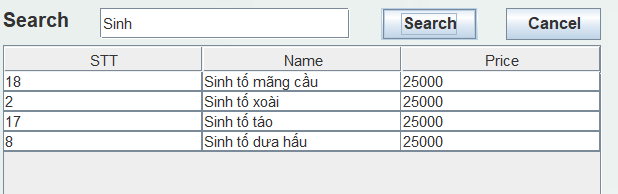 Search Sinh Search Cancel
STT Name Price
18 Sinh tố mãng cầu 25000
2 Sinh tố xoài 25000
17 Sinh tố táo 25000
8 Sinh tố dưa hấu 25000